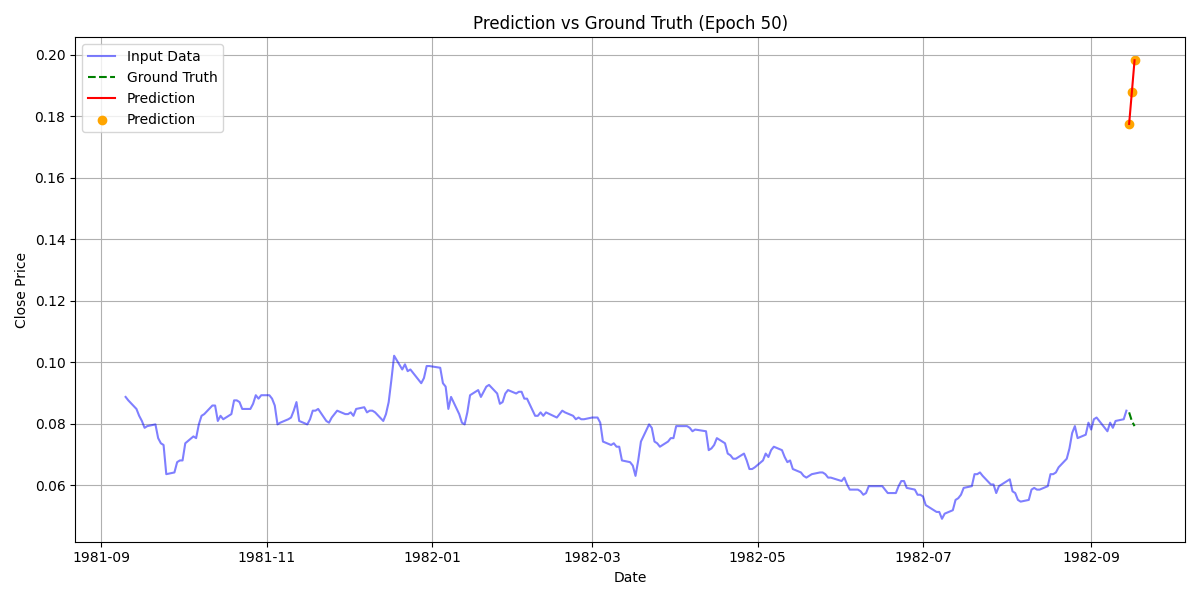 Prediction vs Ground Truth (Epoch 50)
Input Data
Ground Truth
Prediction
Prediction
Close Price
0.20
0.18
0.16
0.14
0.12
0.10
0.08
0.06
1981-09 1981-11 1982-01 1982-03 1982-05 1982-07 1982-09
Date